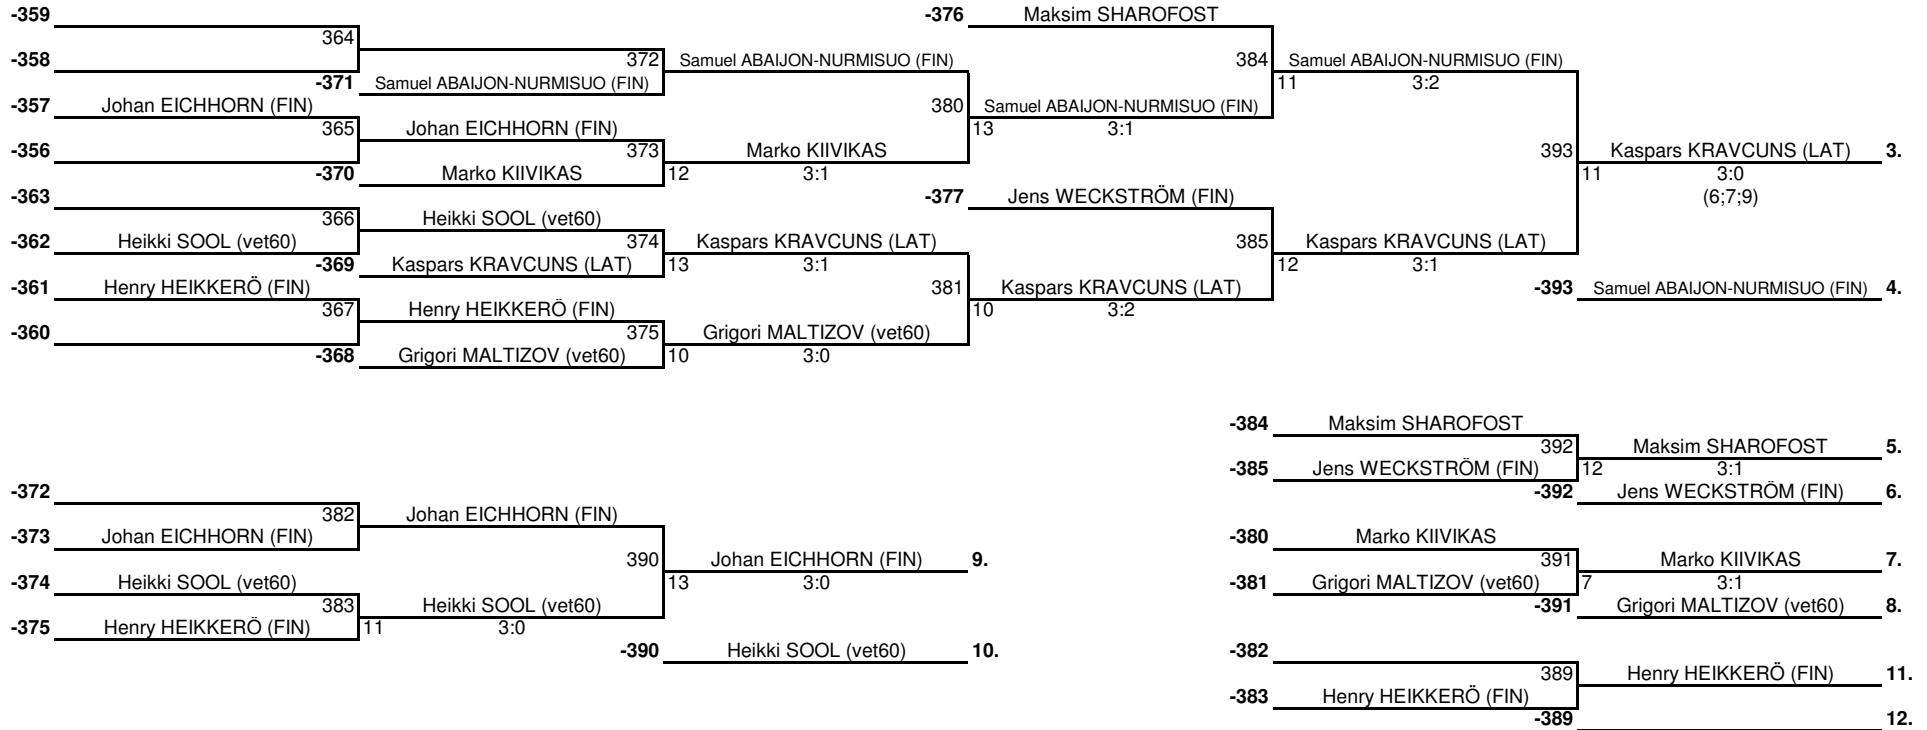 -359 -376 Maksim SHAROFOST
364
-358 372 Samuel ABAIJON-NURMISUO (FIN) 384 Samuel ABAIJON-NURMISUO (FIN)
-371 Samuel ABAIJON-NURMISUO (FIN) 11 3:2
-357 Johan EICHHORN (FIN) 380 Samuel ABAIJON-NURMISUO (FIN)
365 Johan EICHHORN (FIN) 13 3:1
-356 373 Marko KIIVIKAS 393 Kaspars KRAVCUNS (LAT) 3.
-370 Marko KIIVIKAS 12 3:1 11 3:0
-363 -377 Jens WECKSTRÖM (FIN) (6;7;9)
366 Heikki SOOL (vet60)
-362 Heikki SOOL (vet60) 374 Kaspars KRAVCUNS (LAT) 385 Kaspars KRAVCUNS (LAT)
-369 Kaspars KRAVCUNS (LAT) 13 3:1 12 3:1
-361 Henry HEIKKERÖ (FIN) 381 Kaspars KRAVCUNS (LAT) -393 Samuel ABAIJON-NURMISUO (FIN) 4.
367 Henry HEIKKERÖ (FIN) 10 3:2
-360 375 Grigori MALTIZOV (vet60)
-368 Grigori MALTIZOV (vet60) 10 3:0
-384 Maksim SHAROFOST
392 Maksim SHAROFOST 5.
-385 Jens WECKSTRÖM (FIN) 12 3:1
-372 -392 Jens WECKSTRÖM (FIN) 6.
382 Johan EICHHORN (FIN)
-373 Johan EICHHORN (FIN) -380 Marko KIIVIKAS
390 Johan EICHHORN (FIN) 9. 391 Marko KIIVIKAS 7.
-374 Heikki SOOL (vet60) 13 3:0 -381 Grigori MALTIZOV (vet60) 7 3:1
383 Heikki SOOL (vet60) -391 Grigori MALTIZOV (vet60) 8.
-375 Henry HEIKKERÖ (FIN) 11 3:0
-390 Heikki SOOL (vet60) 10. -382
389 Henry HEIKKERÖ (FIN) 11.
-383 Henry HEIKKERÖ (FIN)
-389 12.